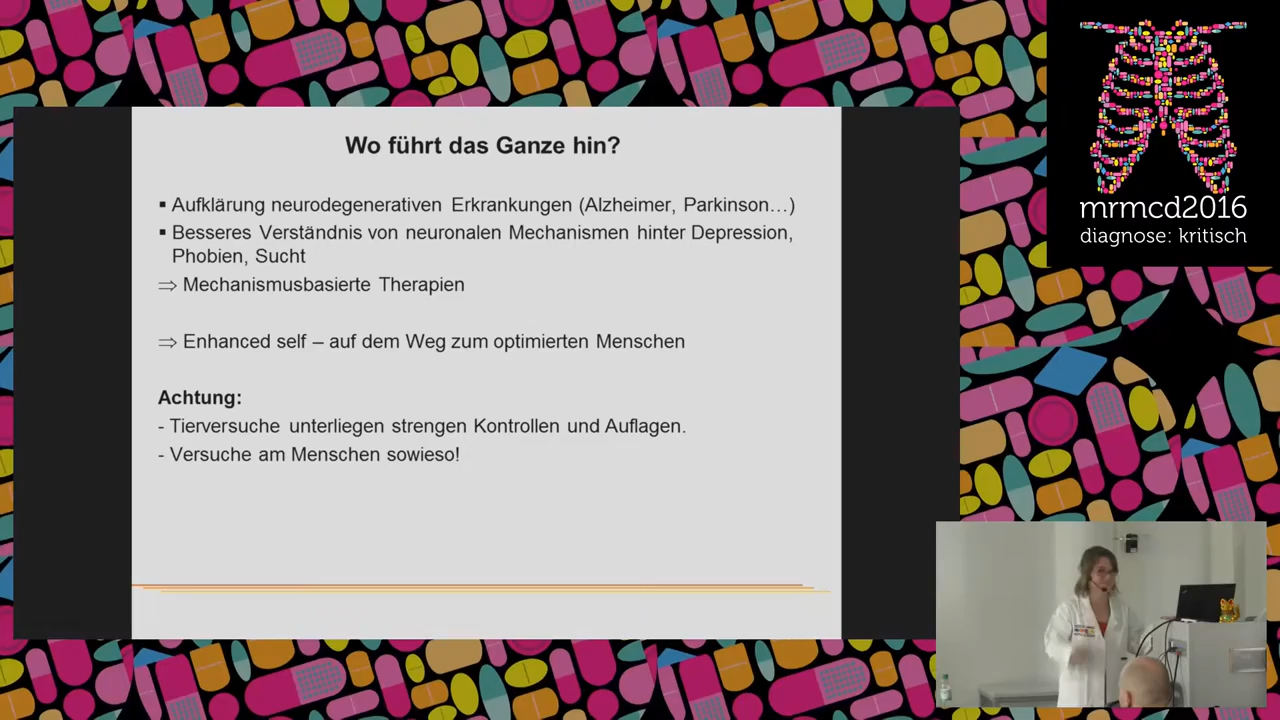 Wo führt das Ganze hin?
▪ Aufklärung neurodegenerativen Erkrankungen (Alzheimer, Parkinson…)
▪ Besseres Verständnis von neuronalen Mechanismen hinter Depression,
Phobien, Sucht
⇒ Mechanismusbasierte Therapien
⇒ Enhanced self – auf dem Weg zum optimierten Menschen
Achtung:
- Tierversuche unterliegen strengen Kontrollen und Auflagen.
- Versuche am Menschen sowieso!
mrmcd2016
diagnose: kritisch